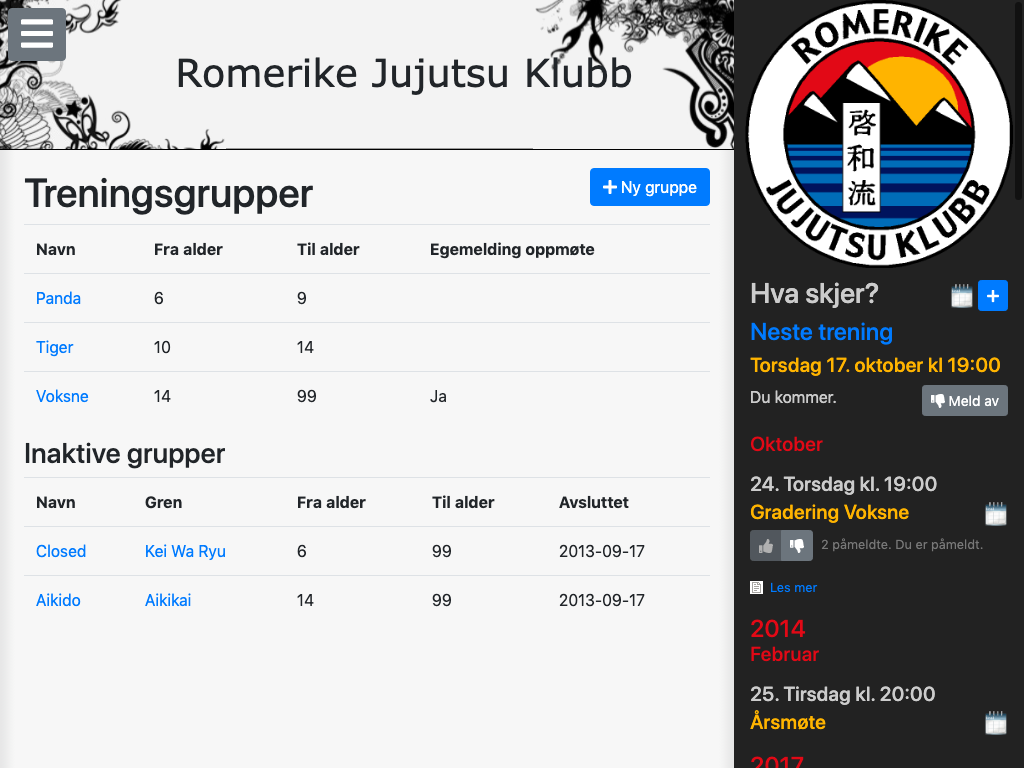 Romerike Jujutsu Klubb
Treningsgrupper
Ny gruppe
Navn Fra alder Til alder Egemelding oppmøte
Panda 6 9
Tiger 10 14
Voksne 14 99 Ja
Inaktive grupper
Navn Gren Fra alder Til alder Avsluttet
Closed Kei Wa Ryu 6 99 2013-09-17
Aikido Aikikai 14 99 2013-09-17
ROMERIKE
啓和流
JUJUTSU KLUBB
Hva skjer?
Neste trening
Torsdag 17. oktober kl 19:00
Du kommer.
Meld av
Oktober
24. Torsdag kl. 19:00
Gradering Voksne
2 påmeldte. Du er påmeldt.
Les mer
2014
Februar
25. Tirsdag kl. 20:00
Årsmøte
2017